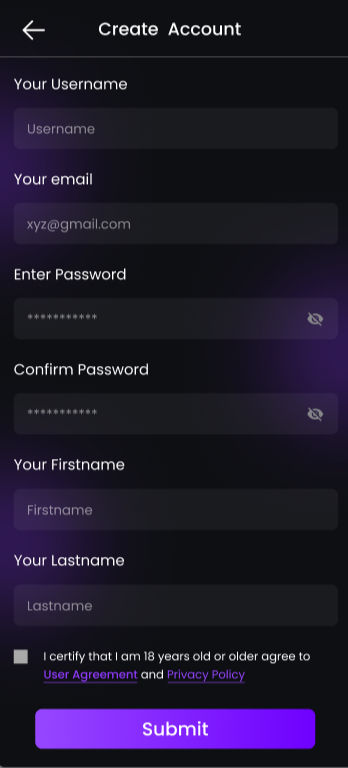 Create Account
Your Username
Username
Your email
xyz@gmail.com
Enter Password
***********
Confirm Password
***********
Your Firstname
Firstname
Your Lastname
Lastname
I certify that I am 18 years old or older agree to
User Agreement and Privacy Policy
Submit